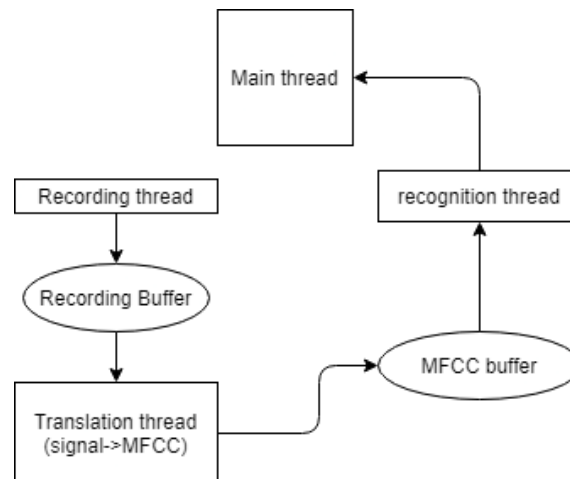 Main thread
Recording thread
recognition thread
Recording Buffer
MFCC buffer
Translation thread
(signal->MFCC)